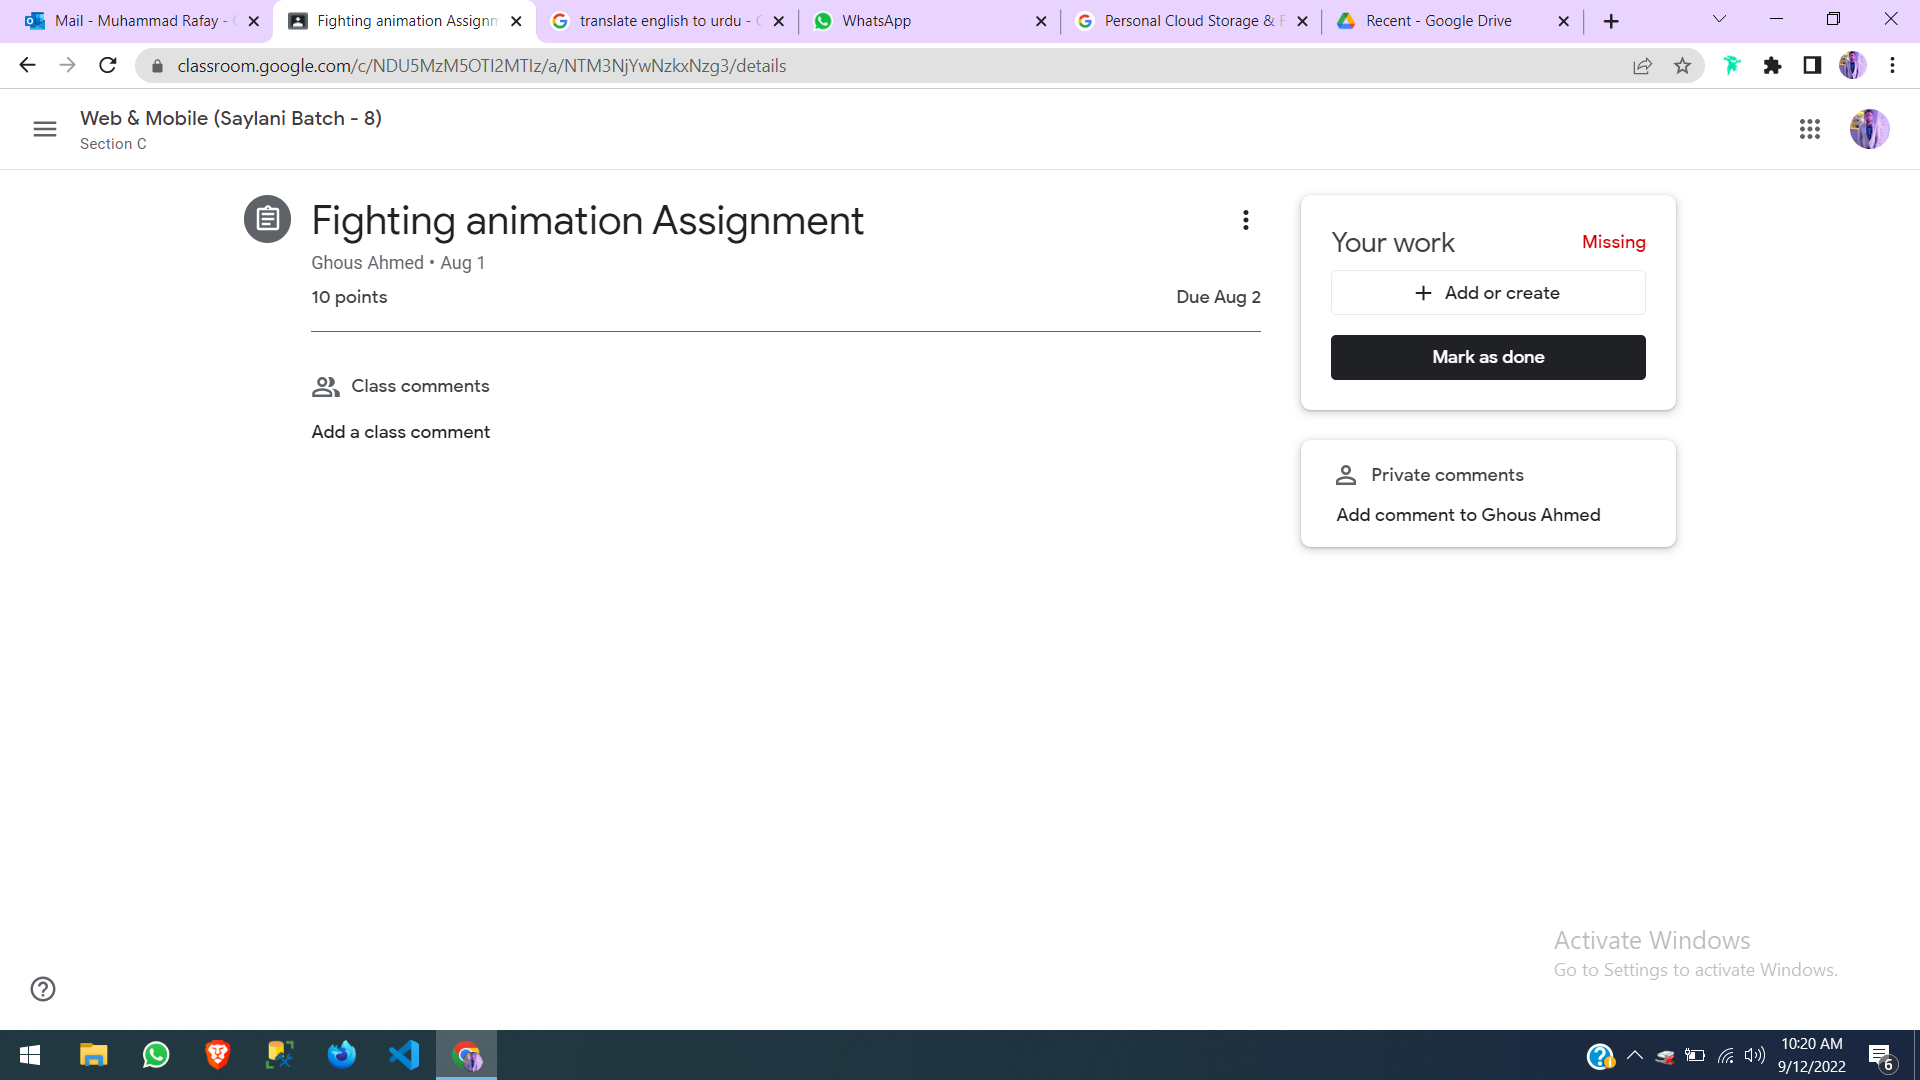 Mail - Muhammad Rafay -
Fighting animation Assignm
translate english to urdu -
WhatsApp
Personal Cloud Storage &
Recent - Google Drive
classroom.google.com/c/NDU5MzM5OTI2MTIz/a/NTM3NjYwNzkxNzg3/details
Web & Mobile (Saylani Batch - 8)
Section C
Fighting animation Assignment
Ghous Ahmed • Aug 1
10 points
Due Aug 2
Class comments
Add a class comment
Your work
Missing
+ Add or create
Mark as done
Private comments
Add comment to Ghous Ahmed
Activate Windows
Go to Settings to activate Windows.
10:20 AM
9/12/2022
6